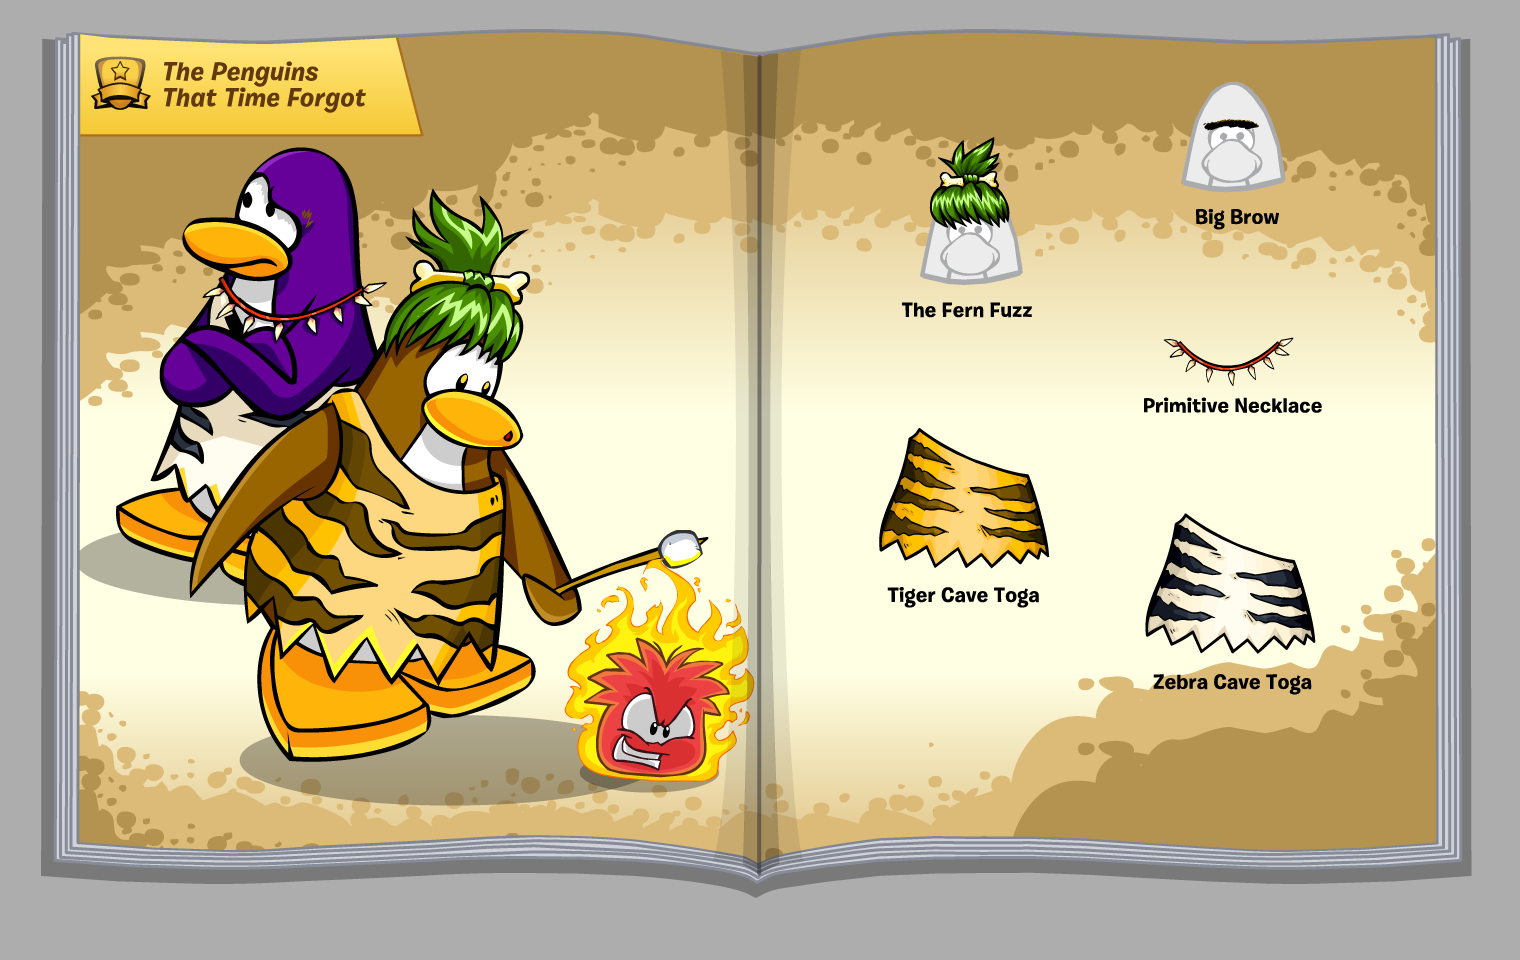 The Penguins
That Time Forgot
Big Brow
The Fern Fuzz
Primitive Necklace
Tiger Cave Toga
Zebra Cave Toga